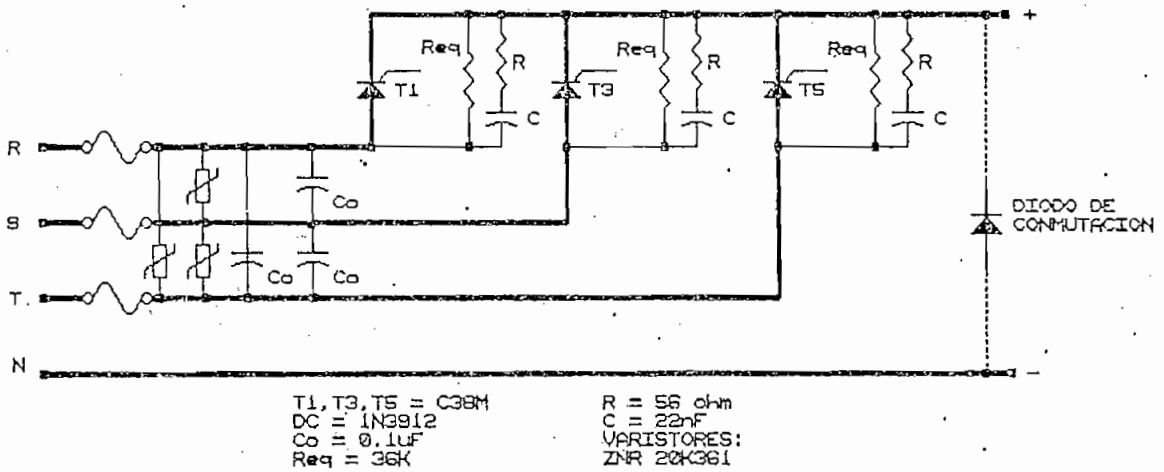 +
Req R Req R Req R
T1 C T3 C T5 C
R
Co
S
DIODO DE
CONMUTACION
Co Co
T.
N
-
T1, T3, T5 = C38M
DC = 1N3912
Co = 0.1uF
Req = 36K
R = 56 ohm
C = 22nF
VARISTORES:
ZNR 20K361